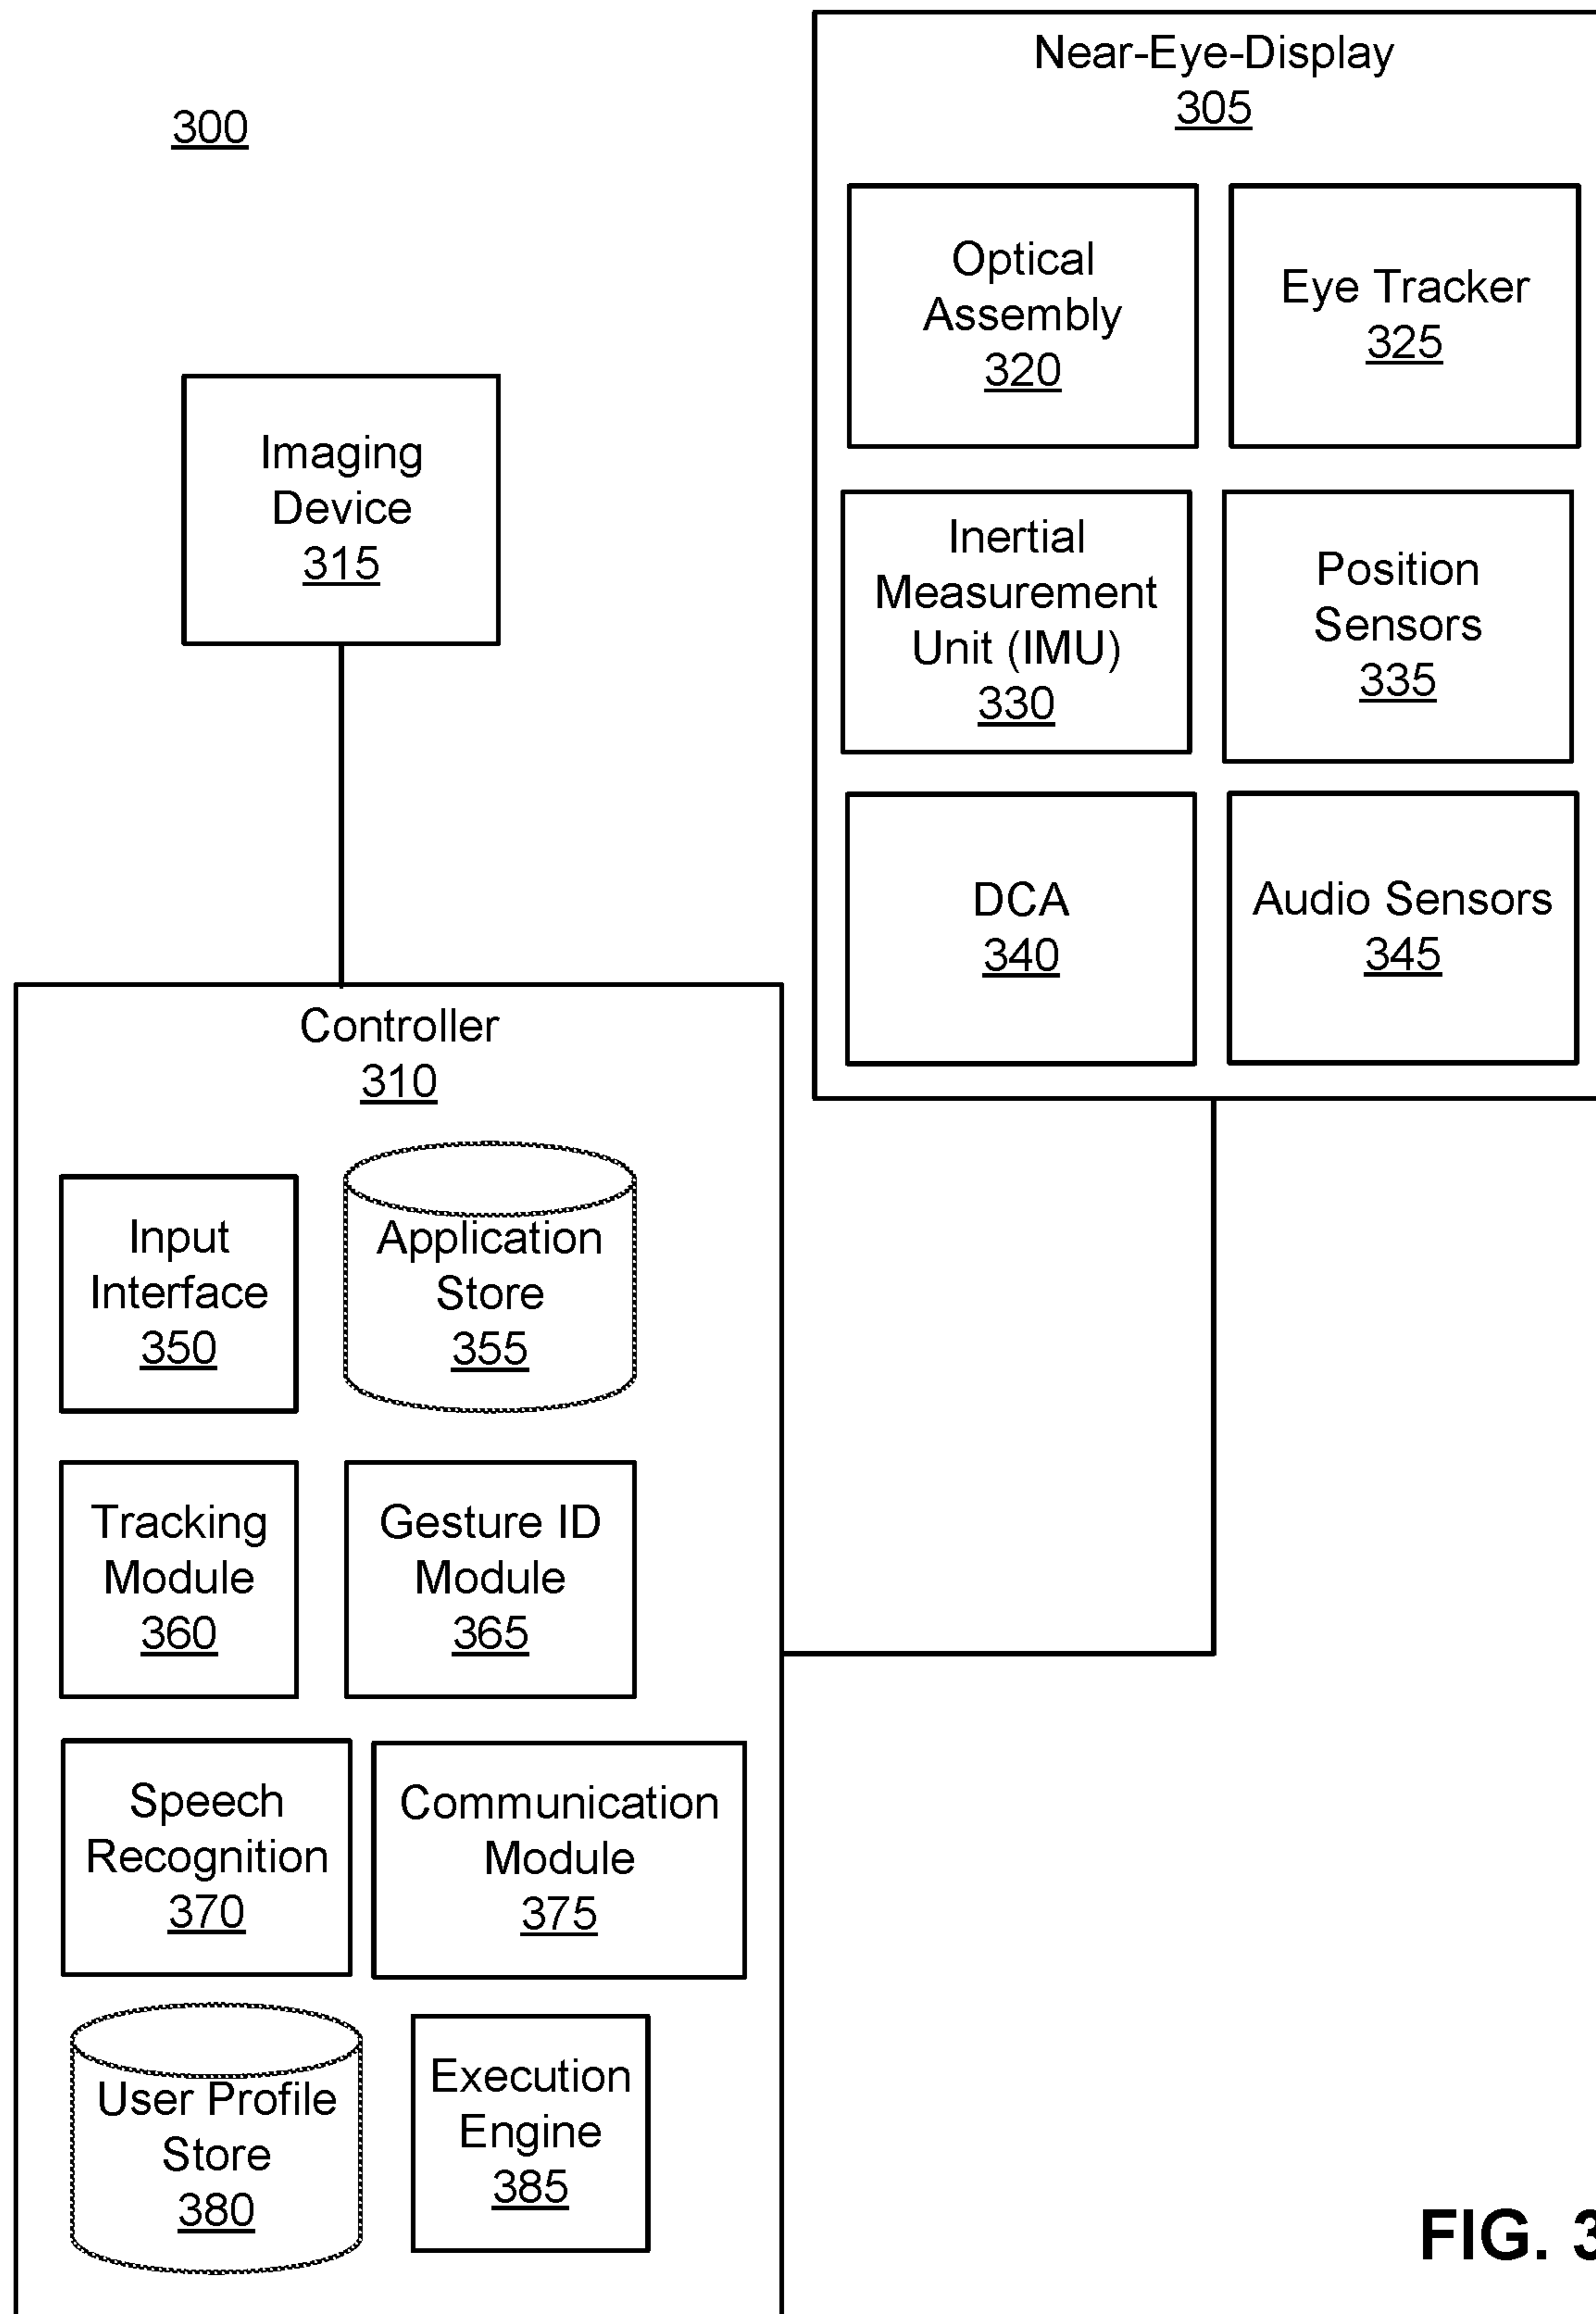 300
Near-Eye-Display
305
Optical
Assembly
320
Eye Tracker
325
Inertial
Measurement
Unit (IMU)
330
Position
Sensors
335
DCA
340
Audio Sensors
345
Imaging
Device
315
Controller
310
Input
Interface
350
Application
Store
355
Tracking
Module
360
Gesture ID
Module
365
Speech
Recognition
370
Communication
Module
375
User Profile
Store
380
Execution
Engine
385
FIG. 3